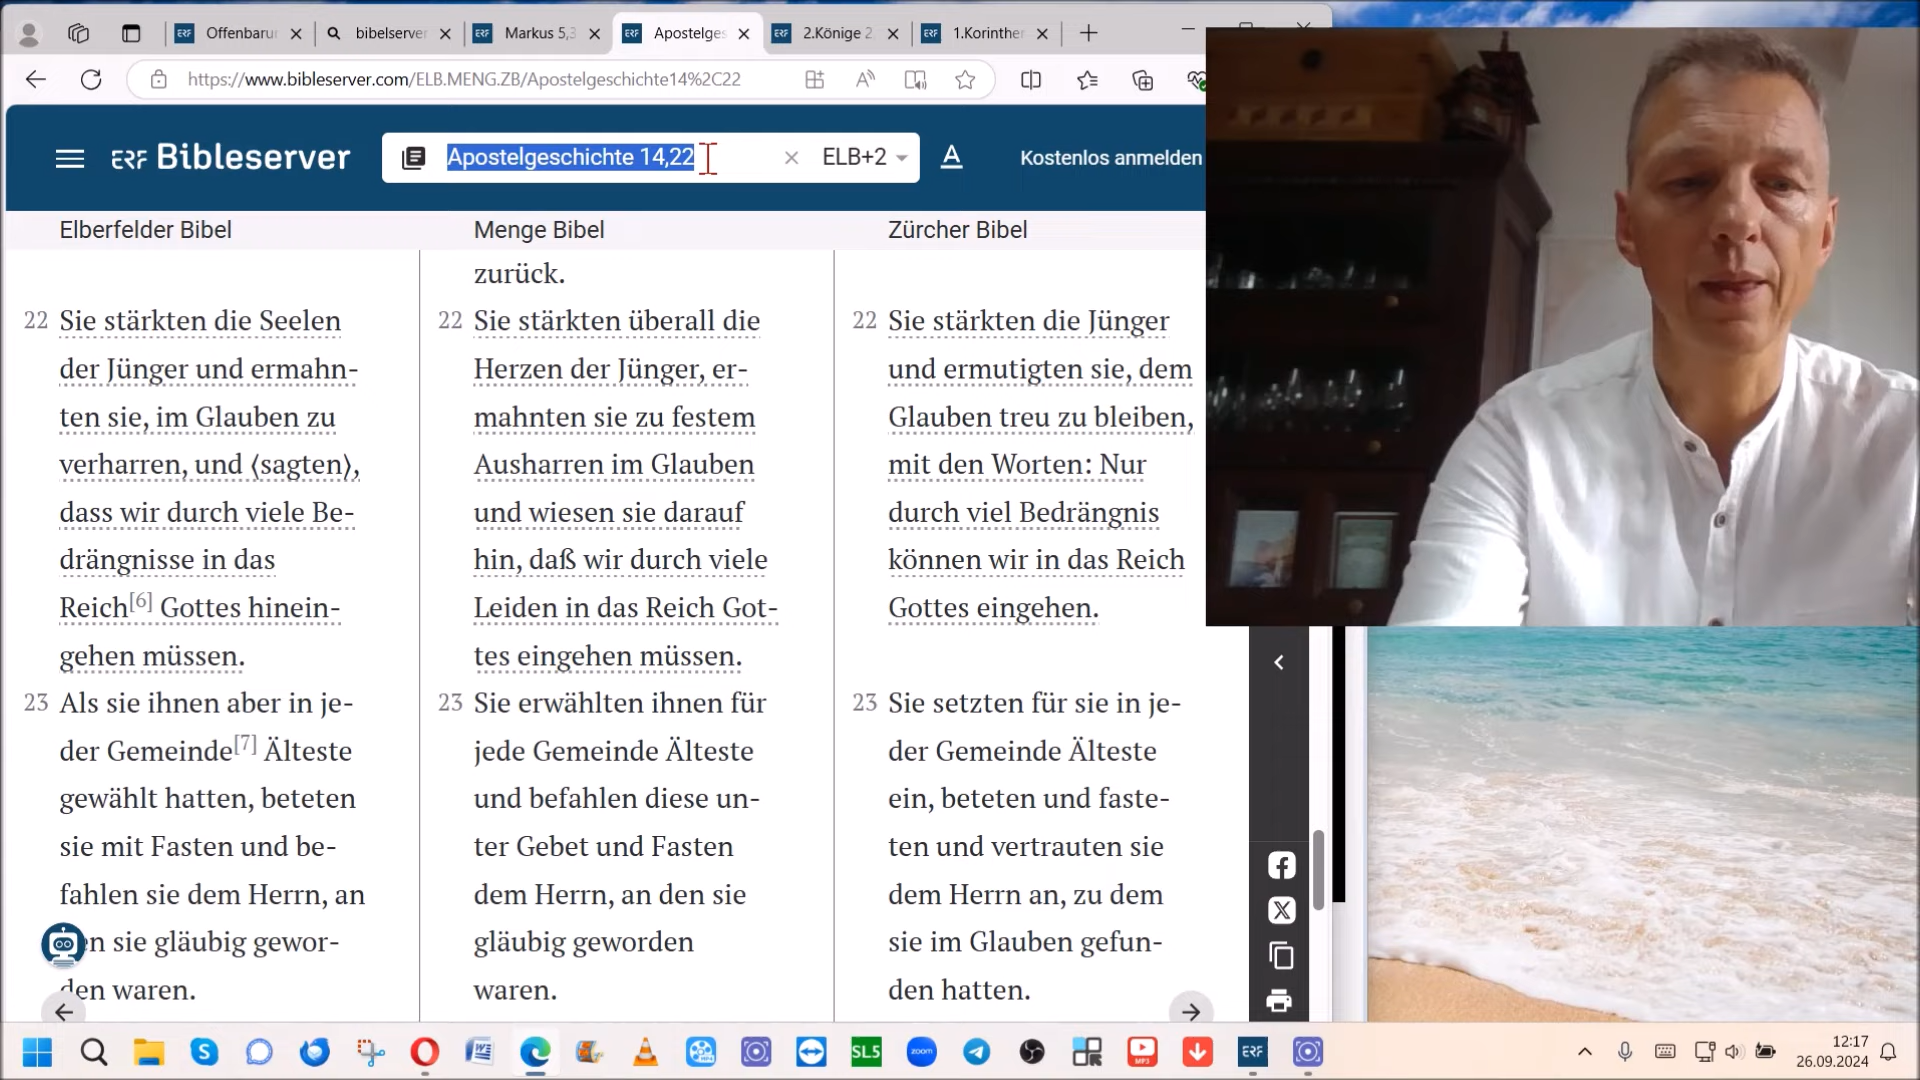 Offenbaru
bibelserver
Markus 5,3
Apostelges
2.Könige 2
1.Korinther
https://www.bibleserver.com/ELB.MENG.ZB/Apostelgeschichte14%2C22
ERF Bibleserver
Apostelgeschichte 14,22
ELB+2
A
Kostenlos anmelden
Elberfelder Bibel
Menge Bibel
Zürcher Bibel
22 Sie stärkten die Seelen
der Jünger und ermahn-
ten sie, im Glauben zu
verharren, und ⟨sagten⟩,
dass wir durch viele Be-
drängnisse in das
Reich[6] Gottes hinein-
gehen müssen.
23 Als sie ihnen aber in je-
der Gemeinde[7] Älteste
gewählt hatten, beteten
sie mit Fasten und be-
fahlen sie dem Herrn, an
en sie gläubig gewor-
den waren.
zurück.
22 Sie stärkten überall die
Herzen der Jünger, er-
mahnten sie zu festem
Ausharren im Glauben
und wiesen sie darauf
hin, daß wir durch viele
Leiden in das Reich Got-
tes eingehen müssen.
23 Sie erwählten ihnen für
jede Gemeinde Älteste
und befahlen diese un-
ter Gebet und Fasten
dem Herrn, an den sie
gläubig geworden
waren.
22 Sie stärkten die Jünger
und ermutigten sie, dem
Glauben treu zu bleiben,
mit den Worten: Nur
durch viel Bedrängnis
können wir in das Reich
Gottes eingehen.
23 Sie setzten für sie in je-
der Gemeinde Älteste
ein, beteten und faste-
ten und vertrauten sie
dem Herrn an, zu dem
sie im Glauben gefun-
den hatten.
SL5
zoom
MP3
ERF
12:17
26.09.2024